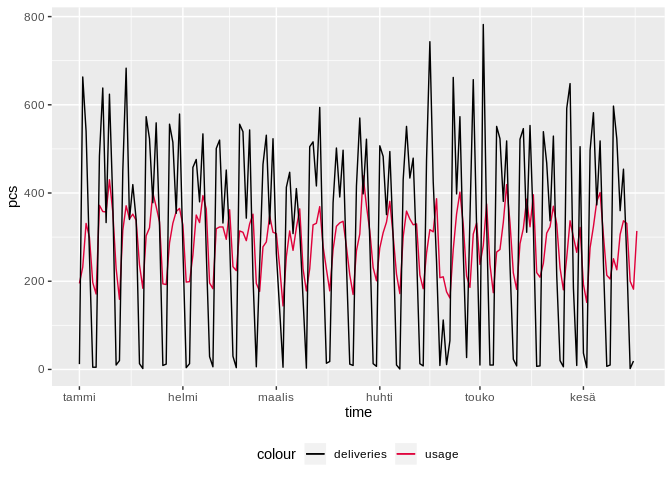 800
600
400
200
0
pcs
tammi helmi maalis huhti touko kesä
time
colour deliveries usage